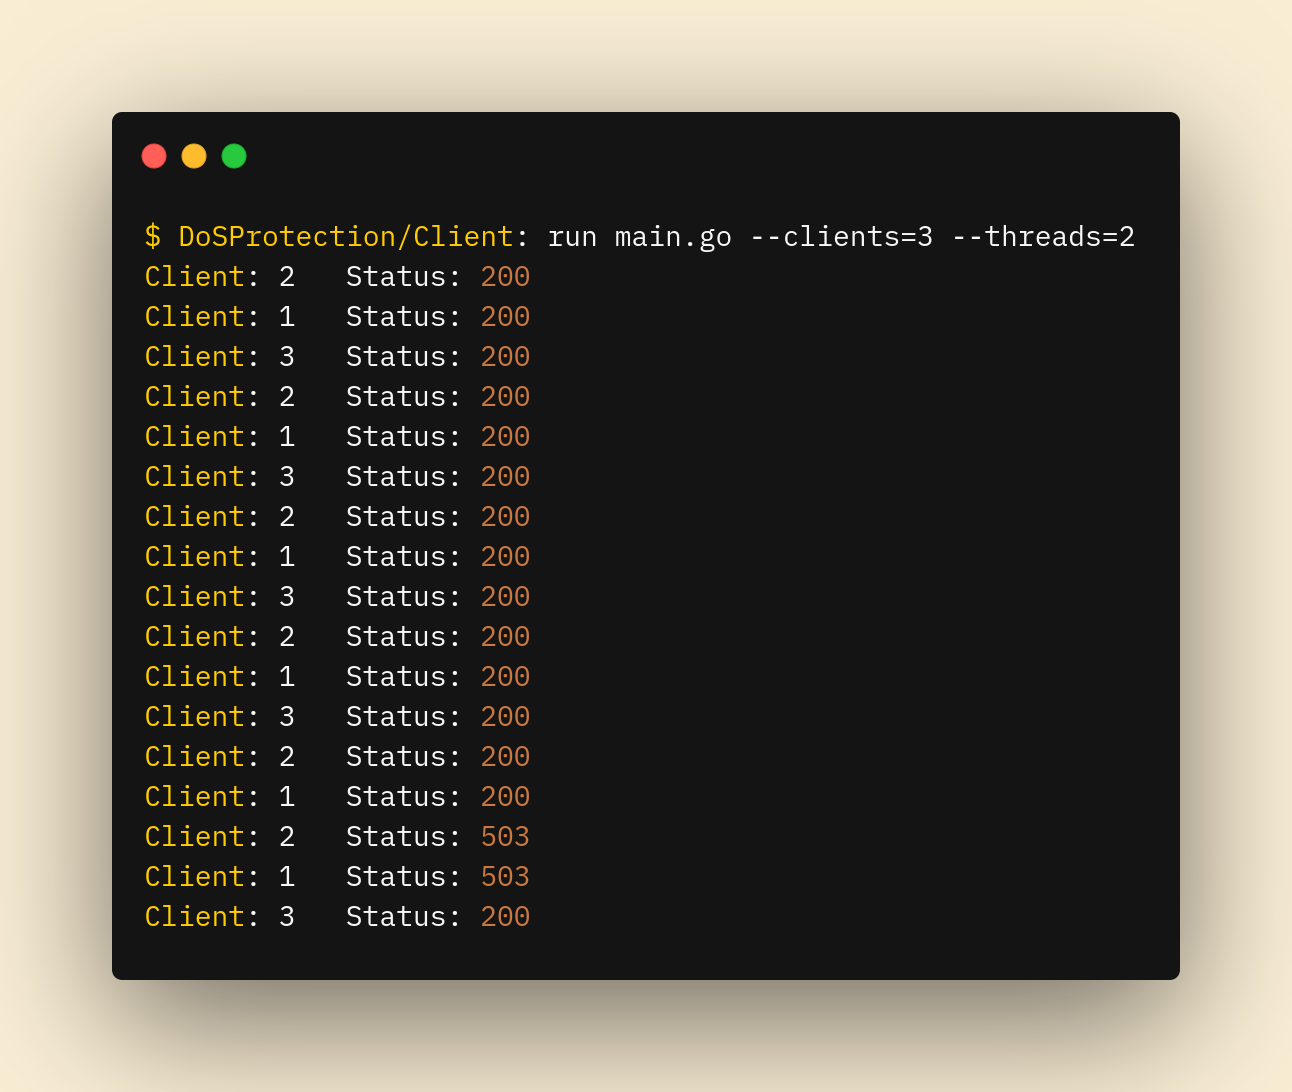 $ DoSProtection/Client: run main.go --clients=3 --threads=2
Client: 2   Status: 200
Client: 1   Status: 200
Client: 3   Status: 200
Client: 2   Status: 200
Client: 1   Status: 200
Client: 3   Status: 200
Client: 2   Status: 200
Client: 1   Status: 200
Client: 3   Status: 200
Client: 2   Status: 200
Client: 1   Status: 200
Client: 3   Status: 200
Client: 2   Status: 200
Client: 1   Status: 200
Client: 2   Status: 503
Client: 1   Status: 503
Client: 3   Status: 200